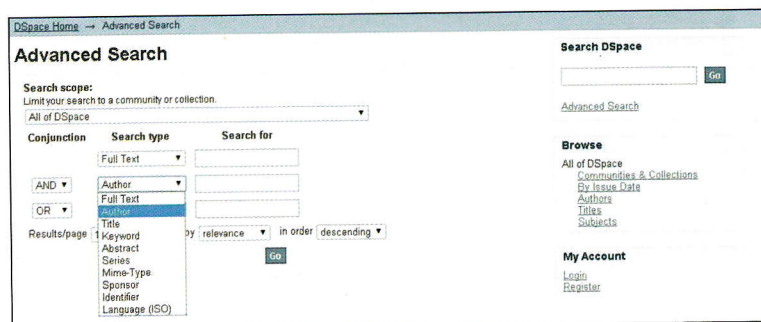 DSpace Home → Advanced Search
Advanced Search
Search scope:
Limit your search to a community or collection.
All of DSpace
Conjunction Search type Search for
Full Text
AND Author
Full Text
OR Author
Title
Results/page 1 Keyword by relevance in order descending
Abstract
Series
Go
Mime-Type
Sponsor
Identifier
Language (ISO)
Search DSpace
Go
Advanced Search
Browse
All of DSpace
Communities & Collections
By Issue Date
Authors
Titles
Subjects
My Account
Login
Register